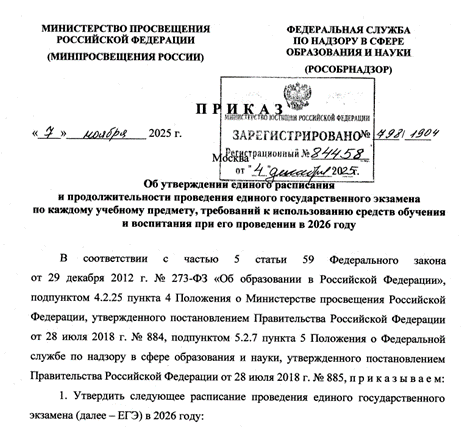 МИНИСТЕРСТВО ПРОСВЕЩЕНИЯ
РОССИЙСКОЙ ФЕДЕРАЦИИ
(МИНПРОСВЕЩЕНИЯ РОССИИ)
ФЕДЕРАЛЬНАЯ СЛУЖБА
ПО НАДЗОРУ В СФЕРЕ
ОБРАЗОВАНИЯ И НАУКИ
(РОСОБРНАДЗОР)
П Р И К А З
МИНИСТЕРСТВО ЮСТИЦИИ РОССИЙСКОЙ ФЕДЕРАЦИИ
ЗАРЕГИСТРИРОВАНО
« 7 » ноября 2025 г.
№ 798/1904
Регистрационный № 84458
Москва
от "4" декабря 2025г.
Об утверждении единого расписания
и продолжительности проведения единого государственного экзамена
по каждому учебному предмету, требований к использованию средств обучения
и воспитания при его проведении в 2026 году
В соответствии с частью 5 статьи 59 Федерального закона
от 29 декабря 2012 г. № 273-ФЗ «Об образовании в Российской Федерации»,
подпунктом 4.2.25 пункта 4 Положения о Министерстве просвещения Российской
Федерации, утвержденного постановлением Правительства Российской Федерации
от 28 июля 2018 г. № 884, подпунктом 5.2.7 пункта 5 Положения о Федеральной
службе по надзору в сфере образования и науки, утвержденного постановлением
Правительства Российской Федерации от 28 июля 2018 г. № 885, п р и к а з ы в а е м:
1. Утвердить следующее расписание проведения единого государственного
экзамена (далее – ЕГЭ) в 2026 году: